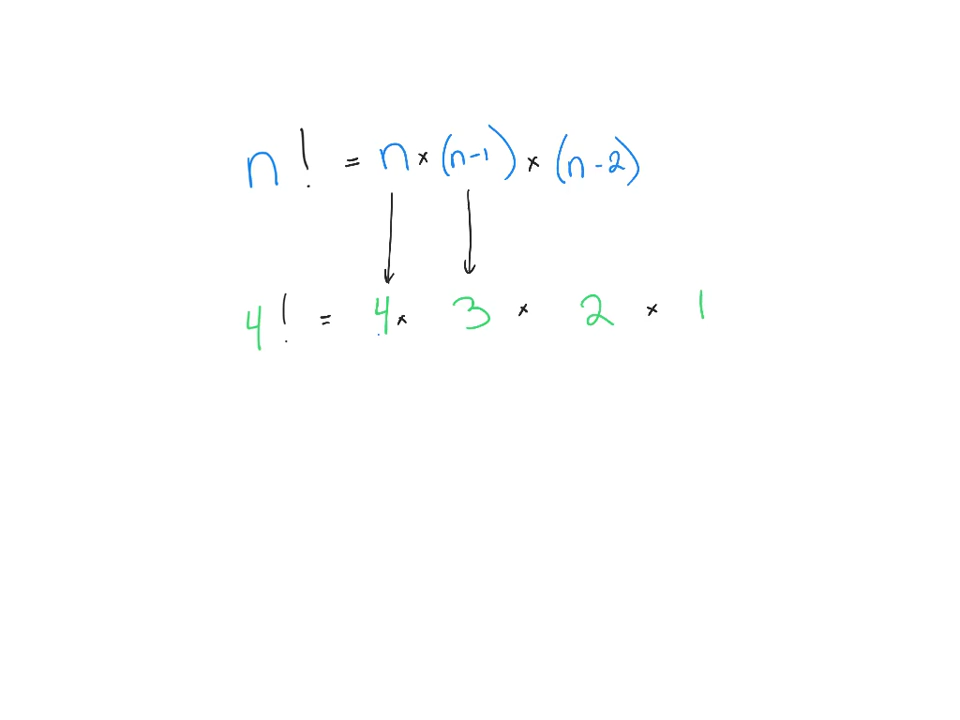 n! = n × (n-1) × (n-2)
4! = 4 × 3 × 2 × 1